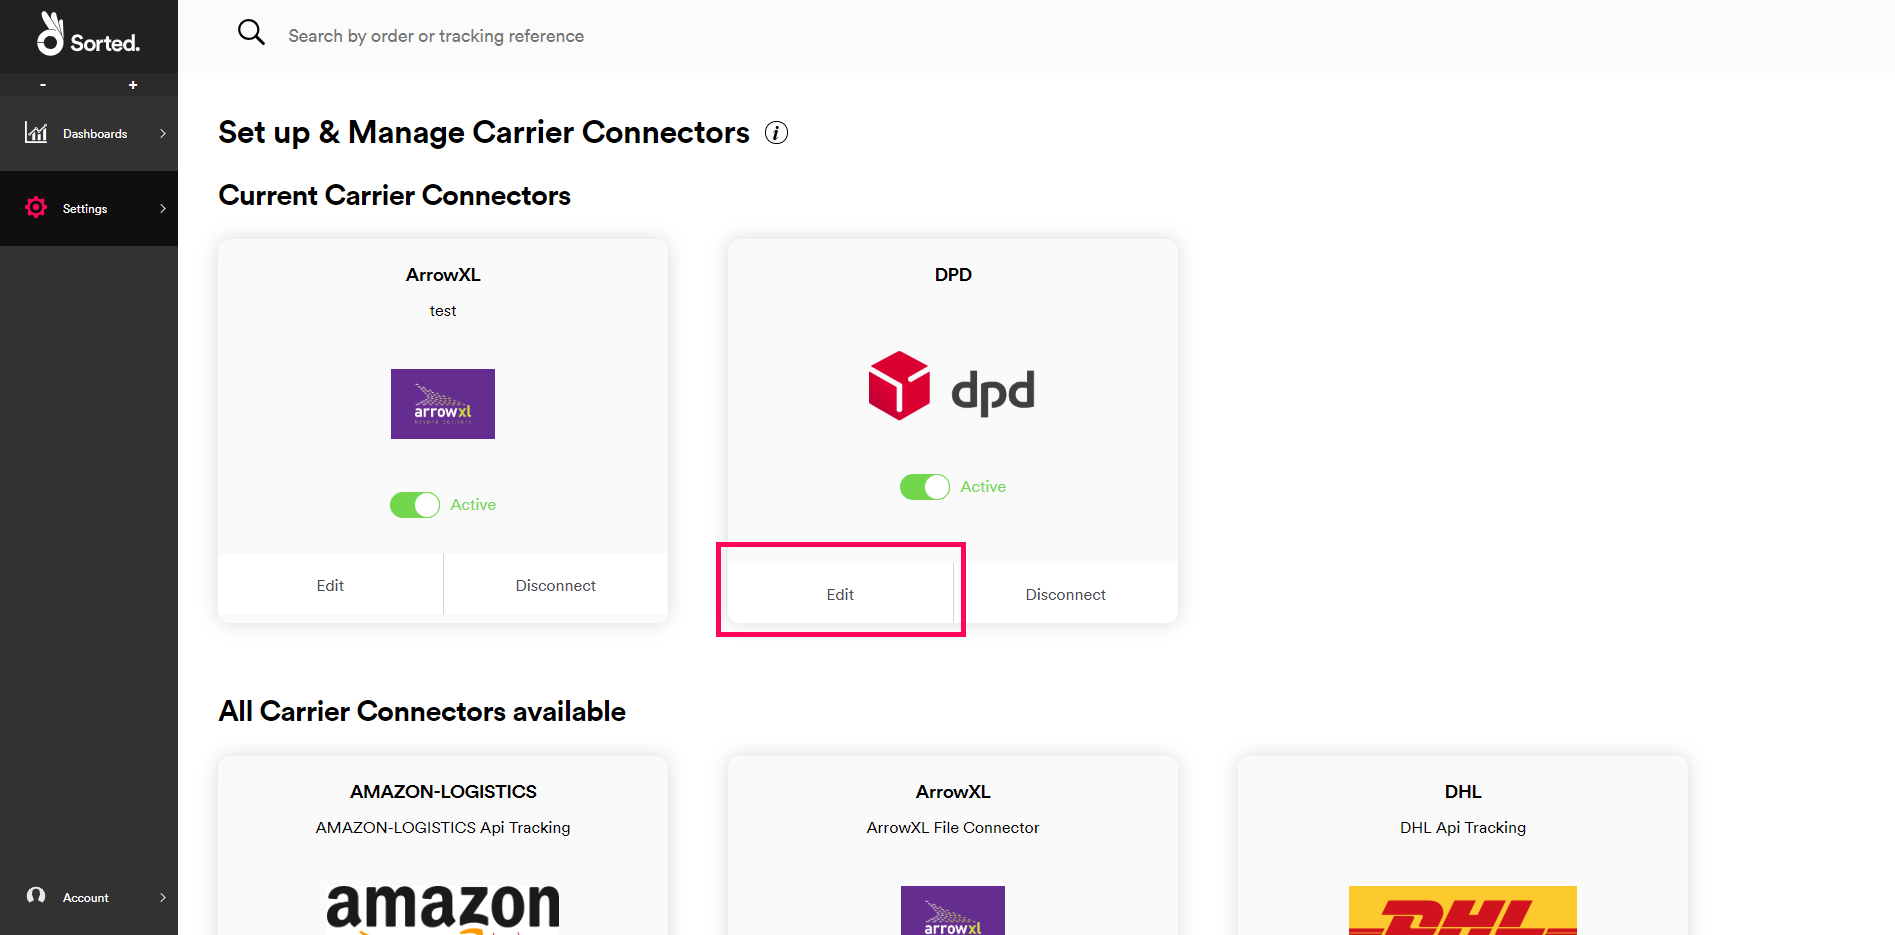 Sorted.
Search by order or tracking reference
- +
Dashboards
Settings
Account
Set up & Manage Carrier Connectors i
Current Carrier Connectors
ArrowXL
test
arrowxl
beyond delivery
Active
Edit Disconnect
DPD
dpd
Active
Edit Disconnect
All Carrier Connectors available
AMAZON-LOGISTICS
AMAZON-LOGISTICS Api Tracking
amazon
ArrowXL
ArrowXL File Connector
arrowxl
DHL
DHL Api Tracking
DHL